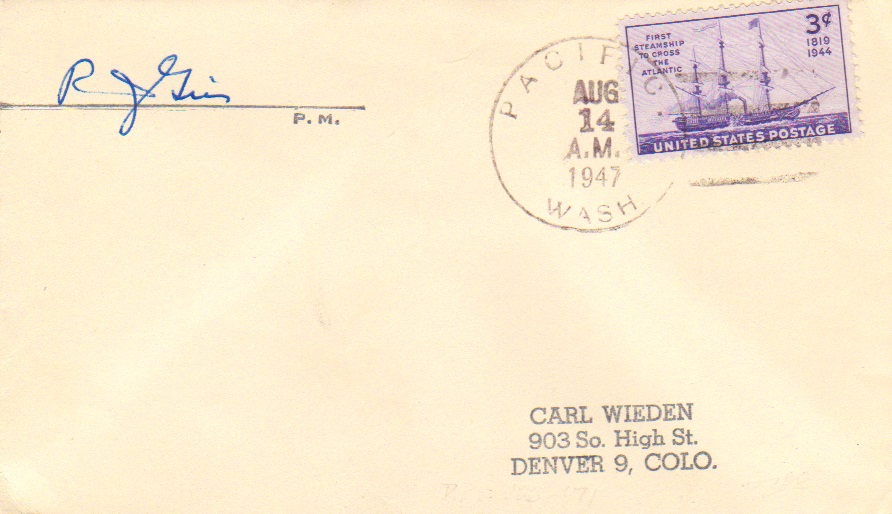 R J
P. M.
PACIFIC
AUG
14
A.M.
1947
WASH
FIRST
STEAMSHIP
TO CROSS
THE
ATLANTIC
3¢
1819
1944
UNITED STATES POSTAGE
CARL WIEDEN
903 So. High St.
DENVER 9, COLO.